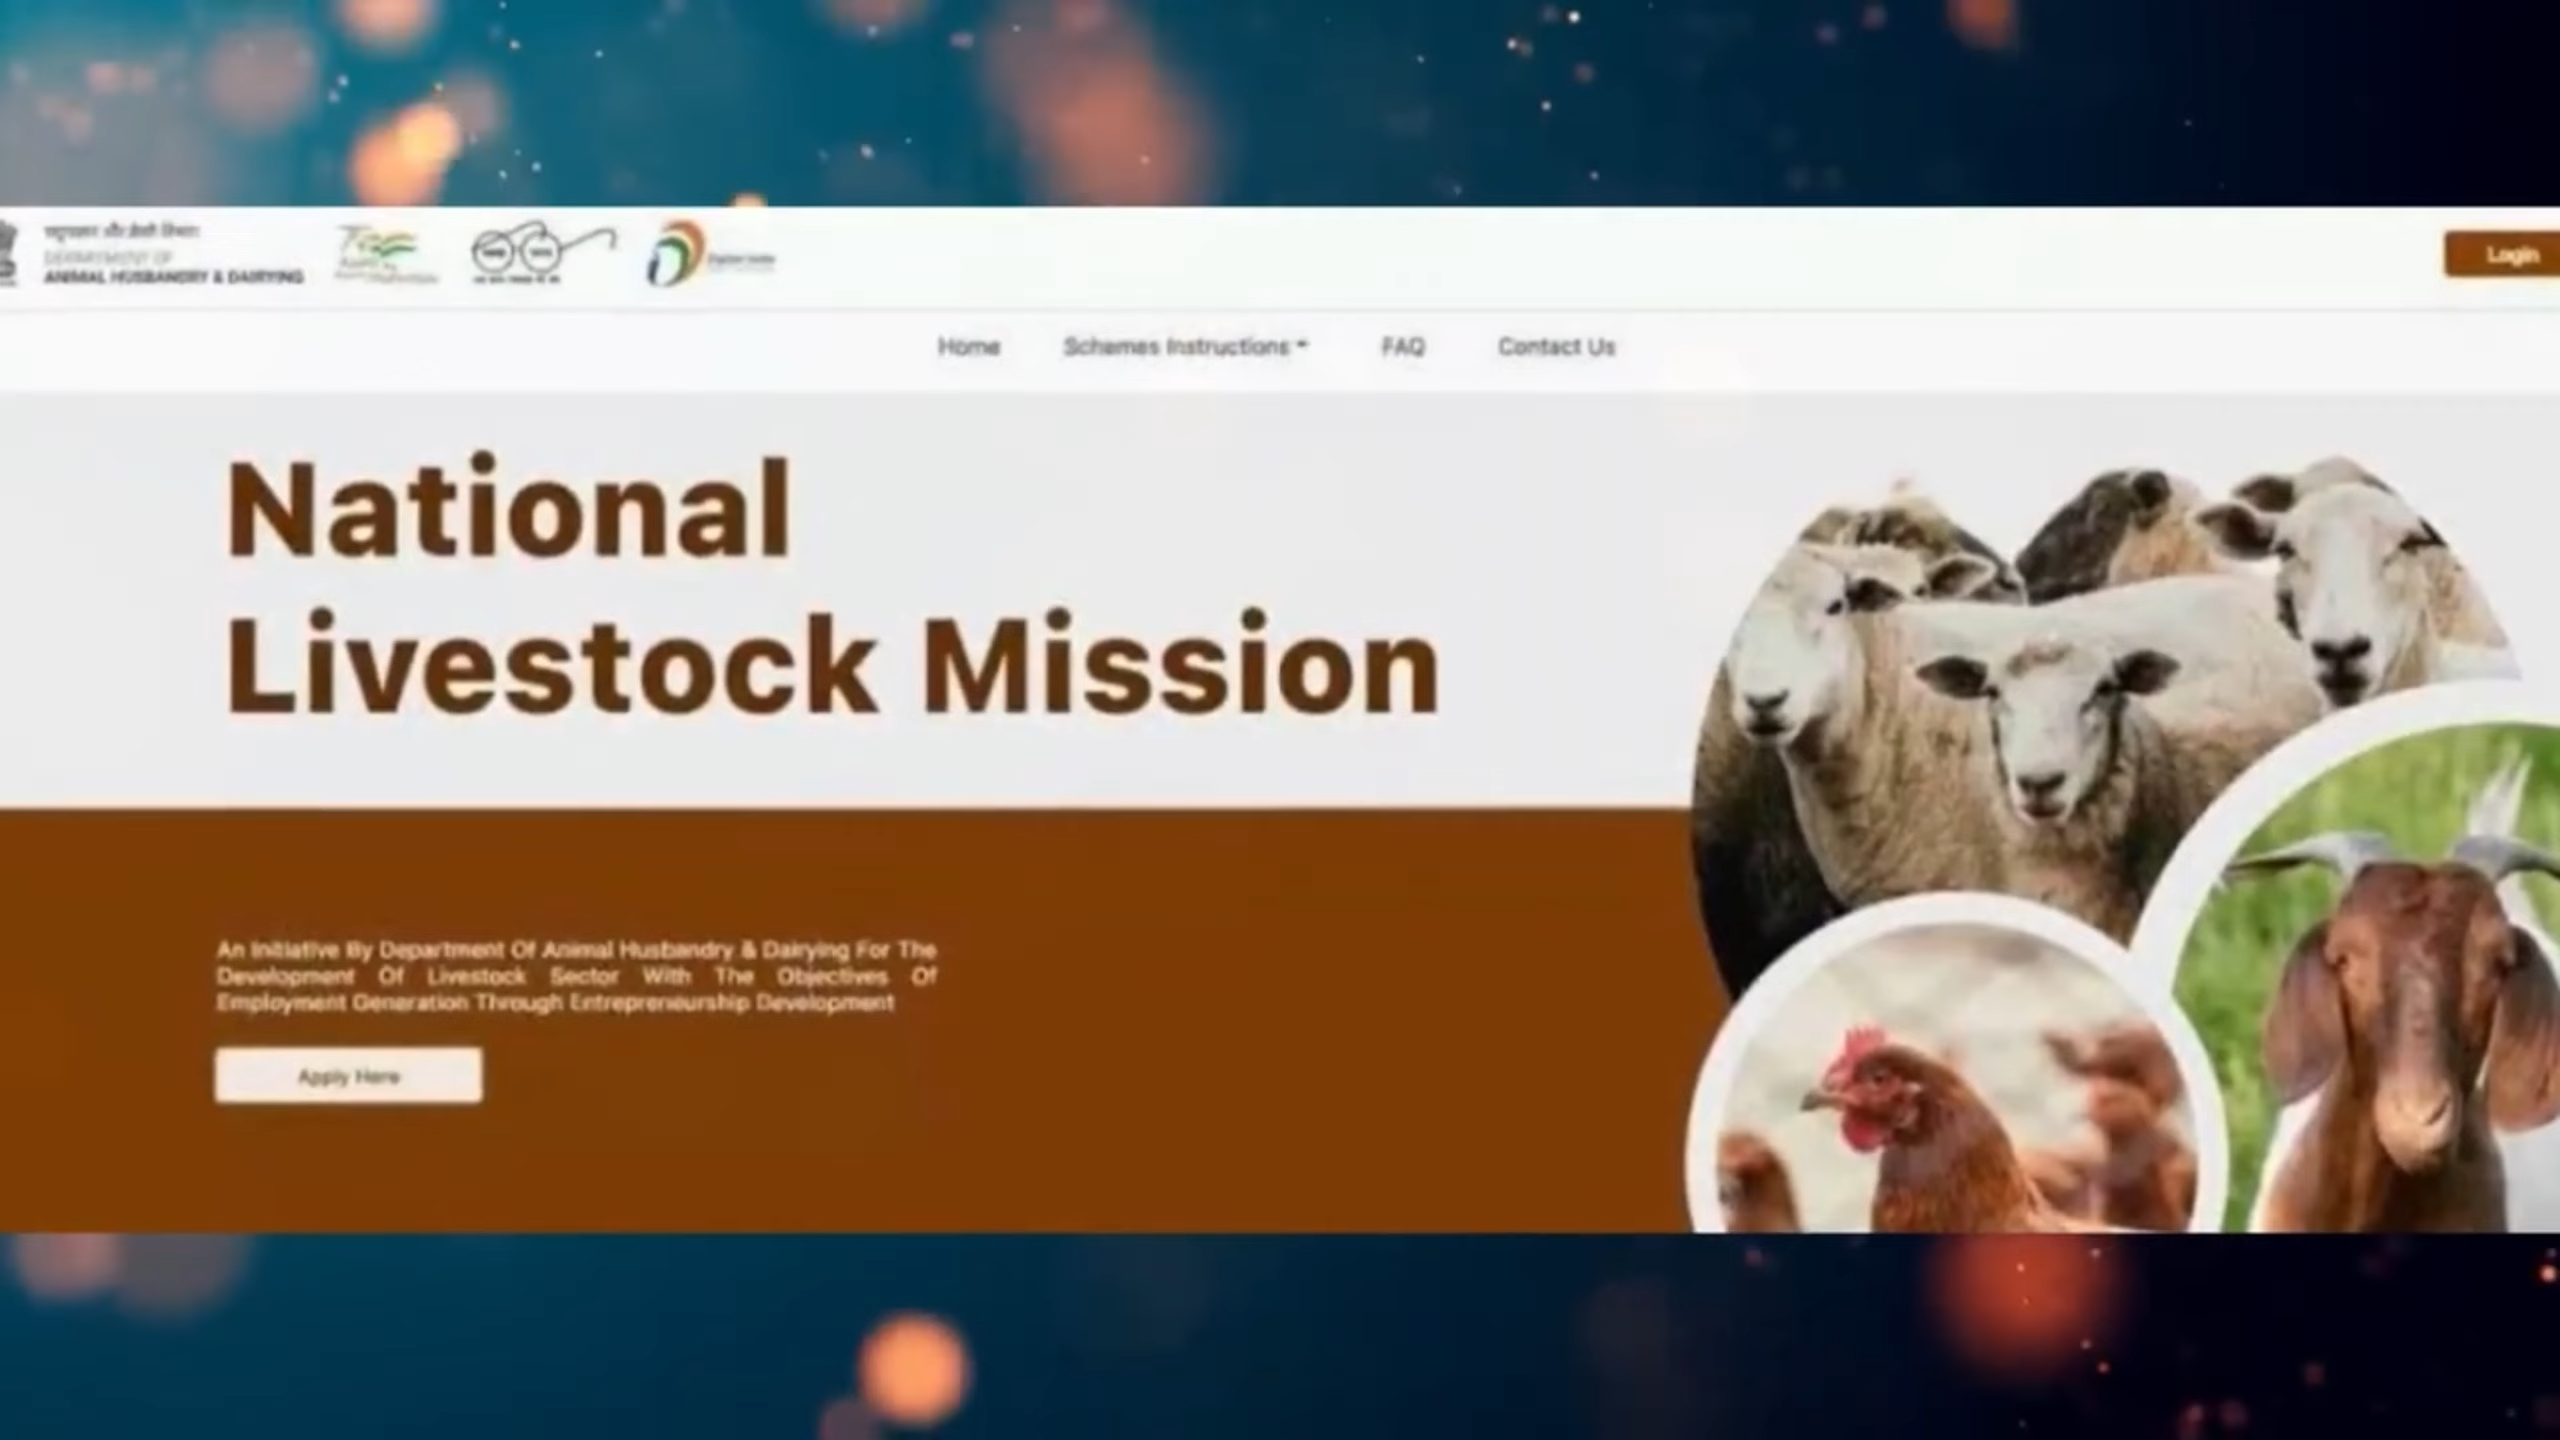 DEPARTMENT OF
ANIMAL HUSBANDRY & DAIRYING
Login
Home Schemes Instructions FAQ Contact Us
National
Livestock Mission
An Initiative By Department Of Animal Husbandry & Dairying For The
Development Of Livestock Sector With The Objectives Of
Employment Generation Through Entrepreneurship Development
Apply Here